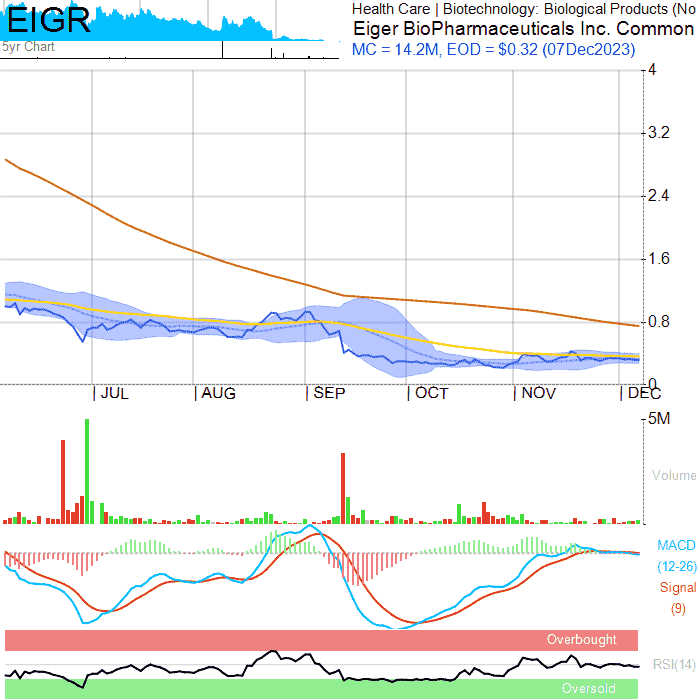 EIGR
5yr Chart
Health Care | Biotechnology: Biological Products (No
Eiger BioPharmaceuticals Inc. Common
MC = 14.2M, EOD = $0.32 (07Dec2023)
4
3.2
2.4
1.6
0.8
0
| JUL | AUG | SEP | OCT | NOV | DEC
5M
Volume
MACD
(12-26)
Signal
(9)
Overbought
RSI(14)
Oversold